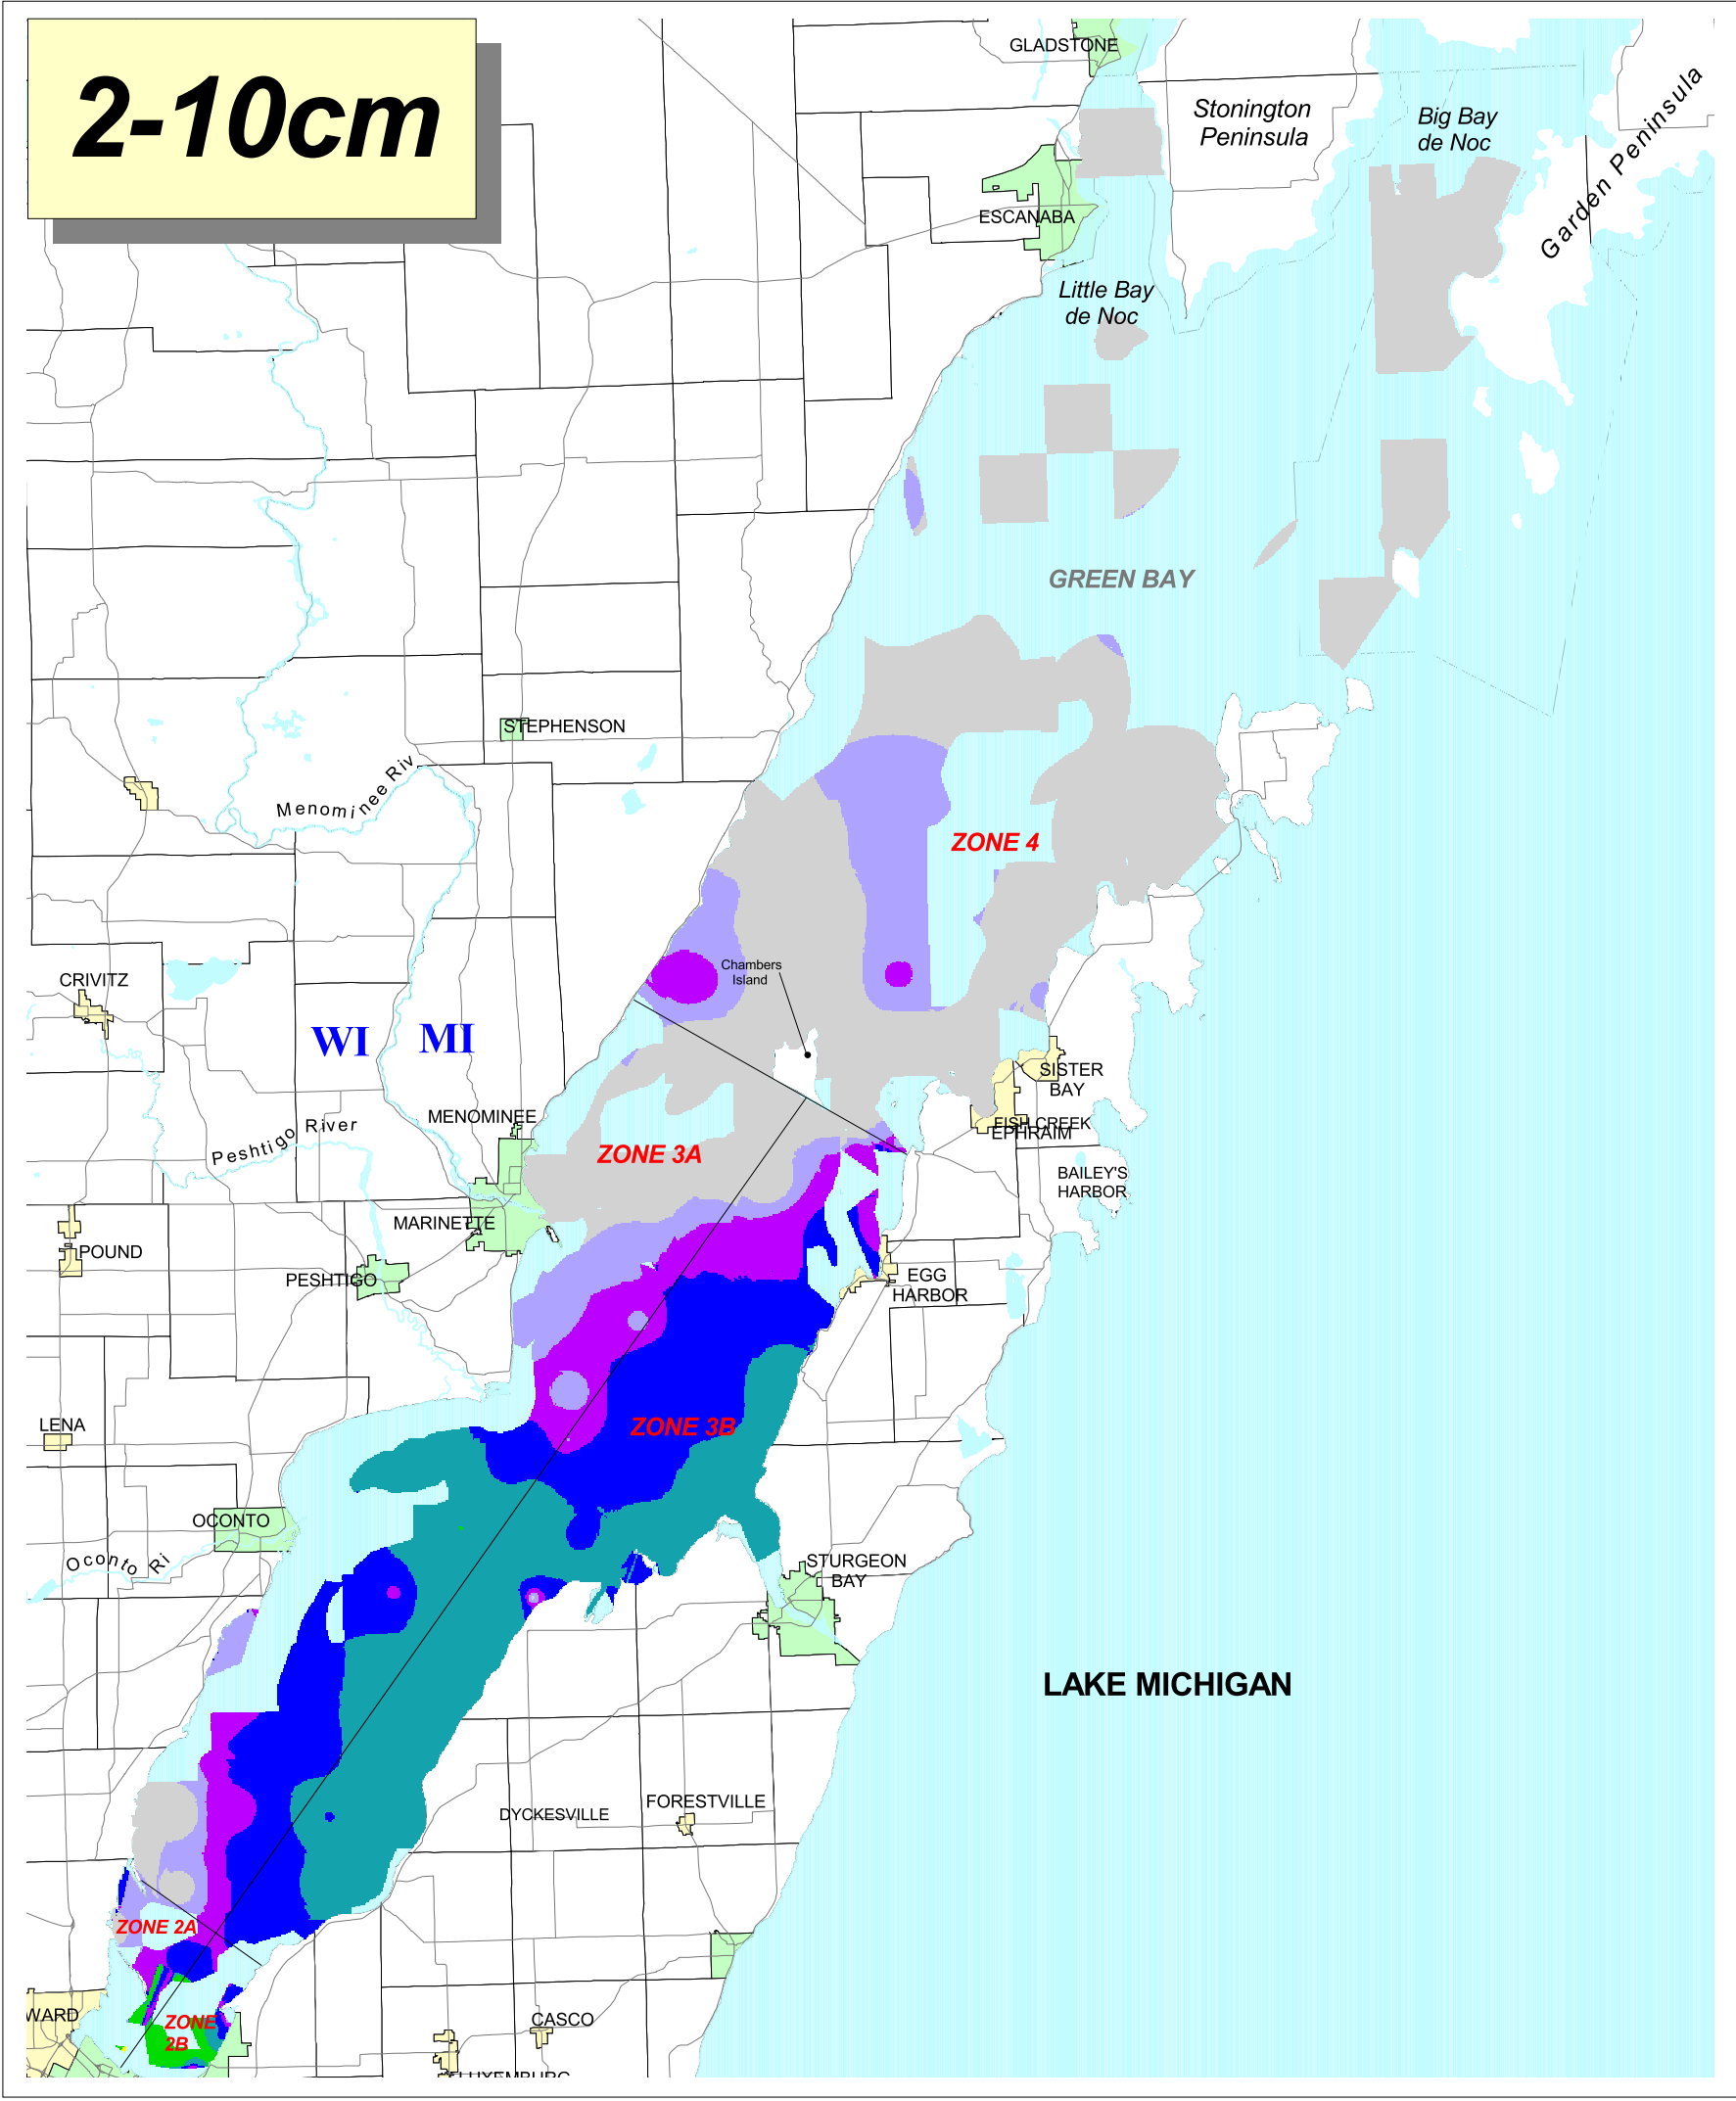 2-10cm
GLADSTONE
Stonington
Peninsula
Big Bay
de Noc
Garden Peninsula
ESCANABA
Little Bay
de Noc
GREEN BAY
STEPHENSON
Menominee Riv
ZONE 4
CRIVITZ
Chambers
Island
WI
MI
SISTER
BAY
MENOMINEE
FISH CREEK
EPHRAIM
Peshtigo River
ZONE 3A
BAILEY'S
HARBOR
MARINETTE
POUND
PESHTIGO
EGG
HARBOR
LENA
ZONE 3B
OCONTO
Oconto Ri
STURGEON
BAY
LAKE MICHIGAN
DYCKESVILLE
FORESTVILLE
ZONE 2A
WARD
ZONE
2B
CASCO
LUXEMBURG